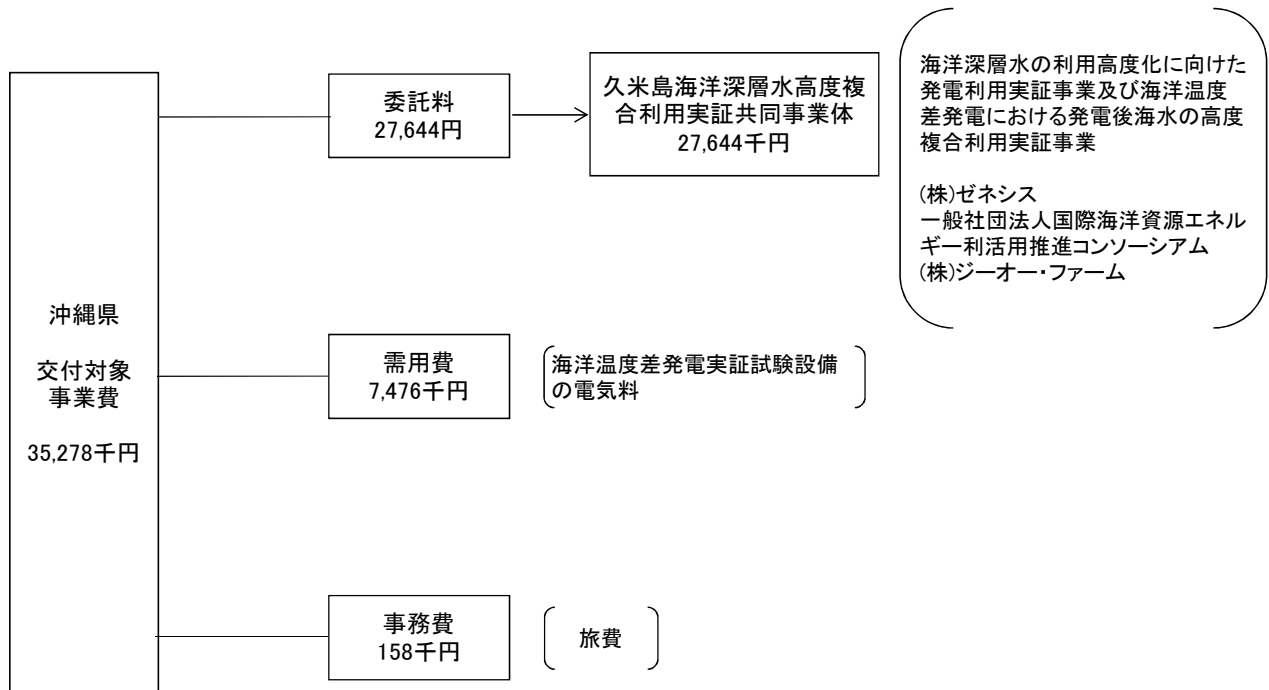 沖縄県
交付対象
事業費
35,278千円
委託料
27,644円
久米島海洋深層水高度複
合利用実証共同事業体
27,644千円
海洋深層水の利用高度化に向けた
発電利用実証事業及び海洋温度
差発電における発電後海水の高度
複合利用実証事業
(株)ゼネシス
一般社団法人国際海洋資源エネル
ギー利活用推進コンソーシアム
(株)ジーオー・ファーム
需用費
7,476千円
海洋温度差発電実証試験設備
の電気料
事務費
158千円
旅費